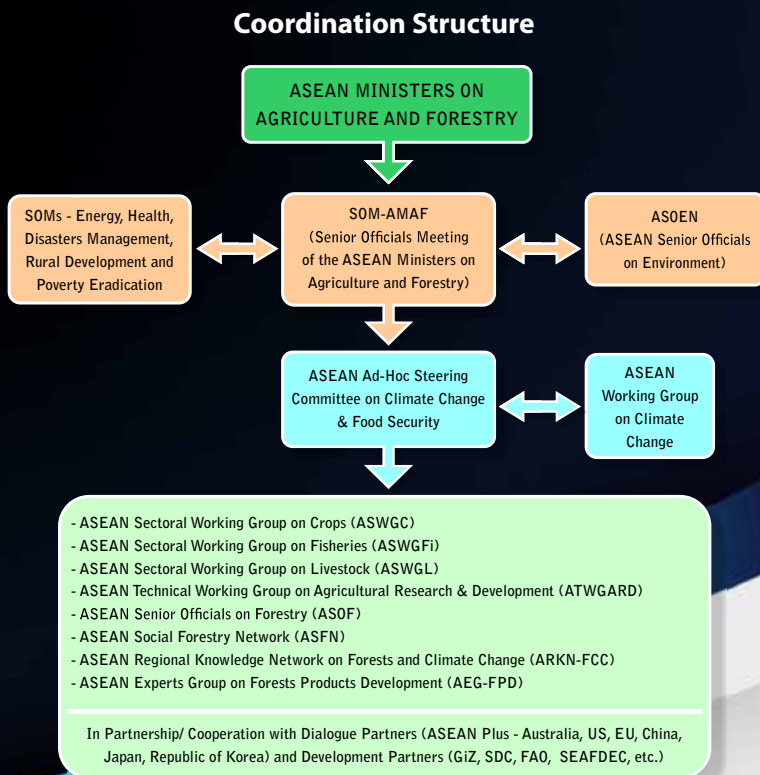 Coordination Structure
ASEAN MINISTERS ON
AGRICULTURE AND FORESTRY
SOMs - Energy, Health,
Disasters Management,
Rural Development and
Poverty Eradication
SOM-AMAF
(Senior Officials Meeting
of the ASEAN Ministers on
Agriculture and Forestry)
ASOEN
(ASEAN Senior Officials
on Environment)
ASEAN Ad-Hoc Steering
Committee on Climate Change
& Food Security
ASEAN
Working Group
on Climate
Change
- ASEAN Sectoral Working Group on Crops (ASWGC)
- ASEAN Sectoral Working Group on Fisheries (ASWGFi)
- ASEAN Sectoral Working Group on Livestock (ASWGL)
- ASEAN Technical Working Group on Agricultural Research & Development (ATWGARD)
- ASEAN Senior Officials on Forestry (ASOF)
- ASEAN Social Forestry Network (ASFN)
- ASEAN Regional Knowledge Network on Forests and Climate Change (ARKN-FCC)
- ASEAN Experts Group on Forests Products Development (AEG-FPD)
In Partnership/ Cooperation with Dialogue Partners (ASEAN Plus - Australia, US, EU, China,
Japan, Republic of Korea) and Development Partners (GiZ, SDC, FAO, SEAFDEC, etc.)